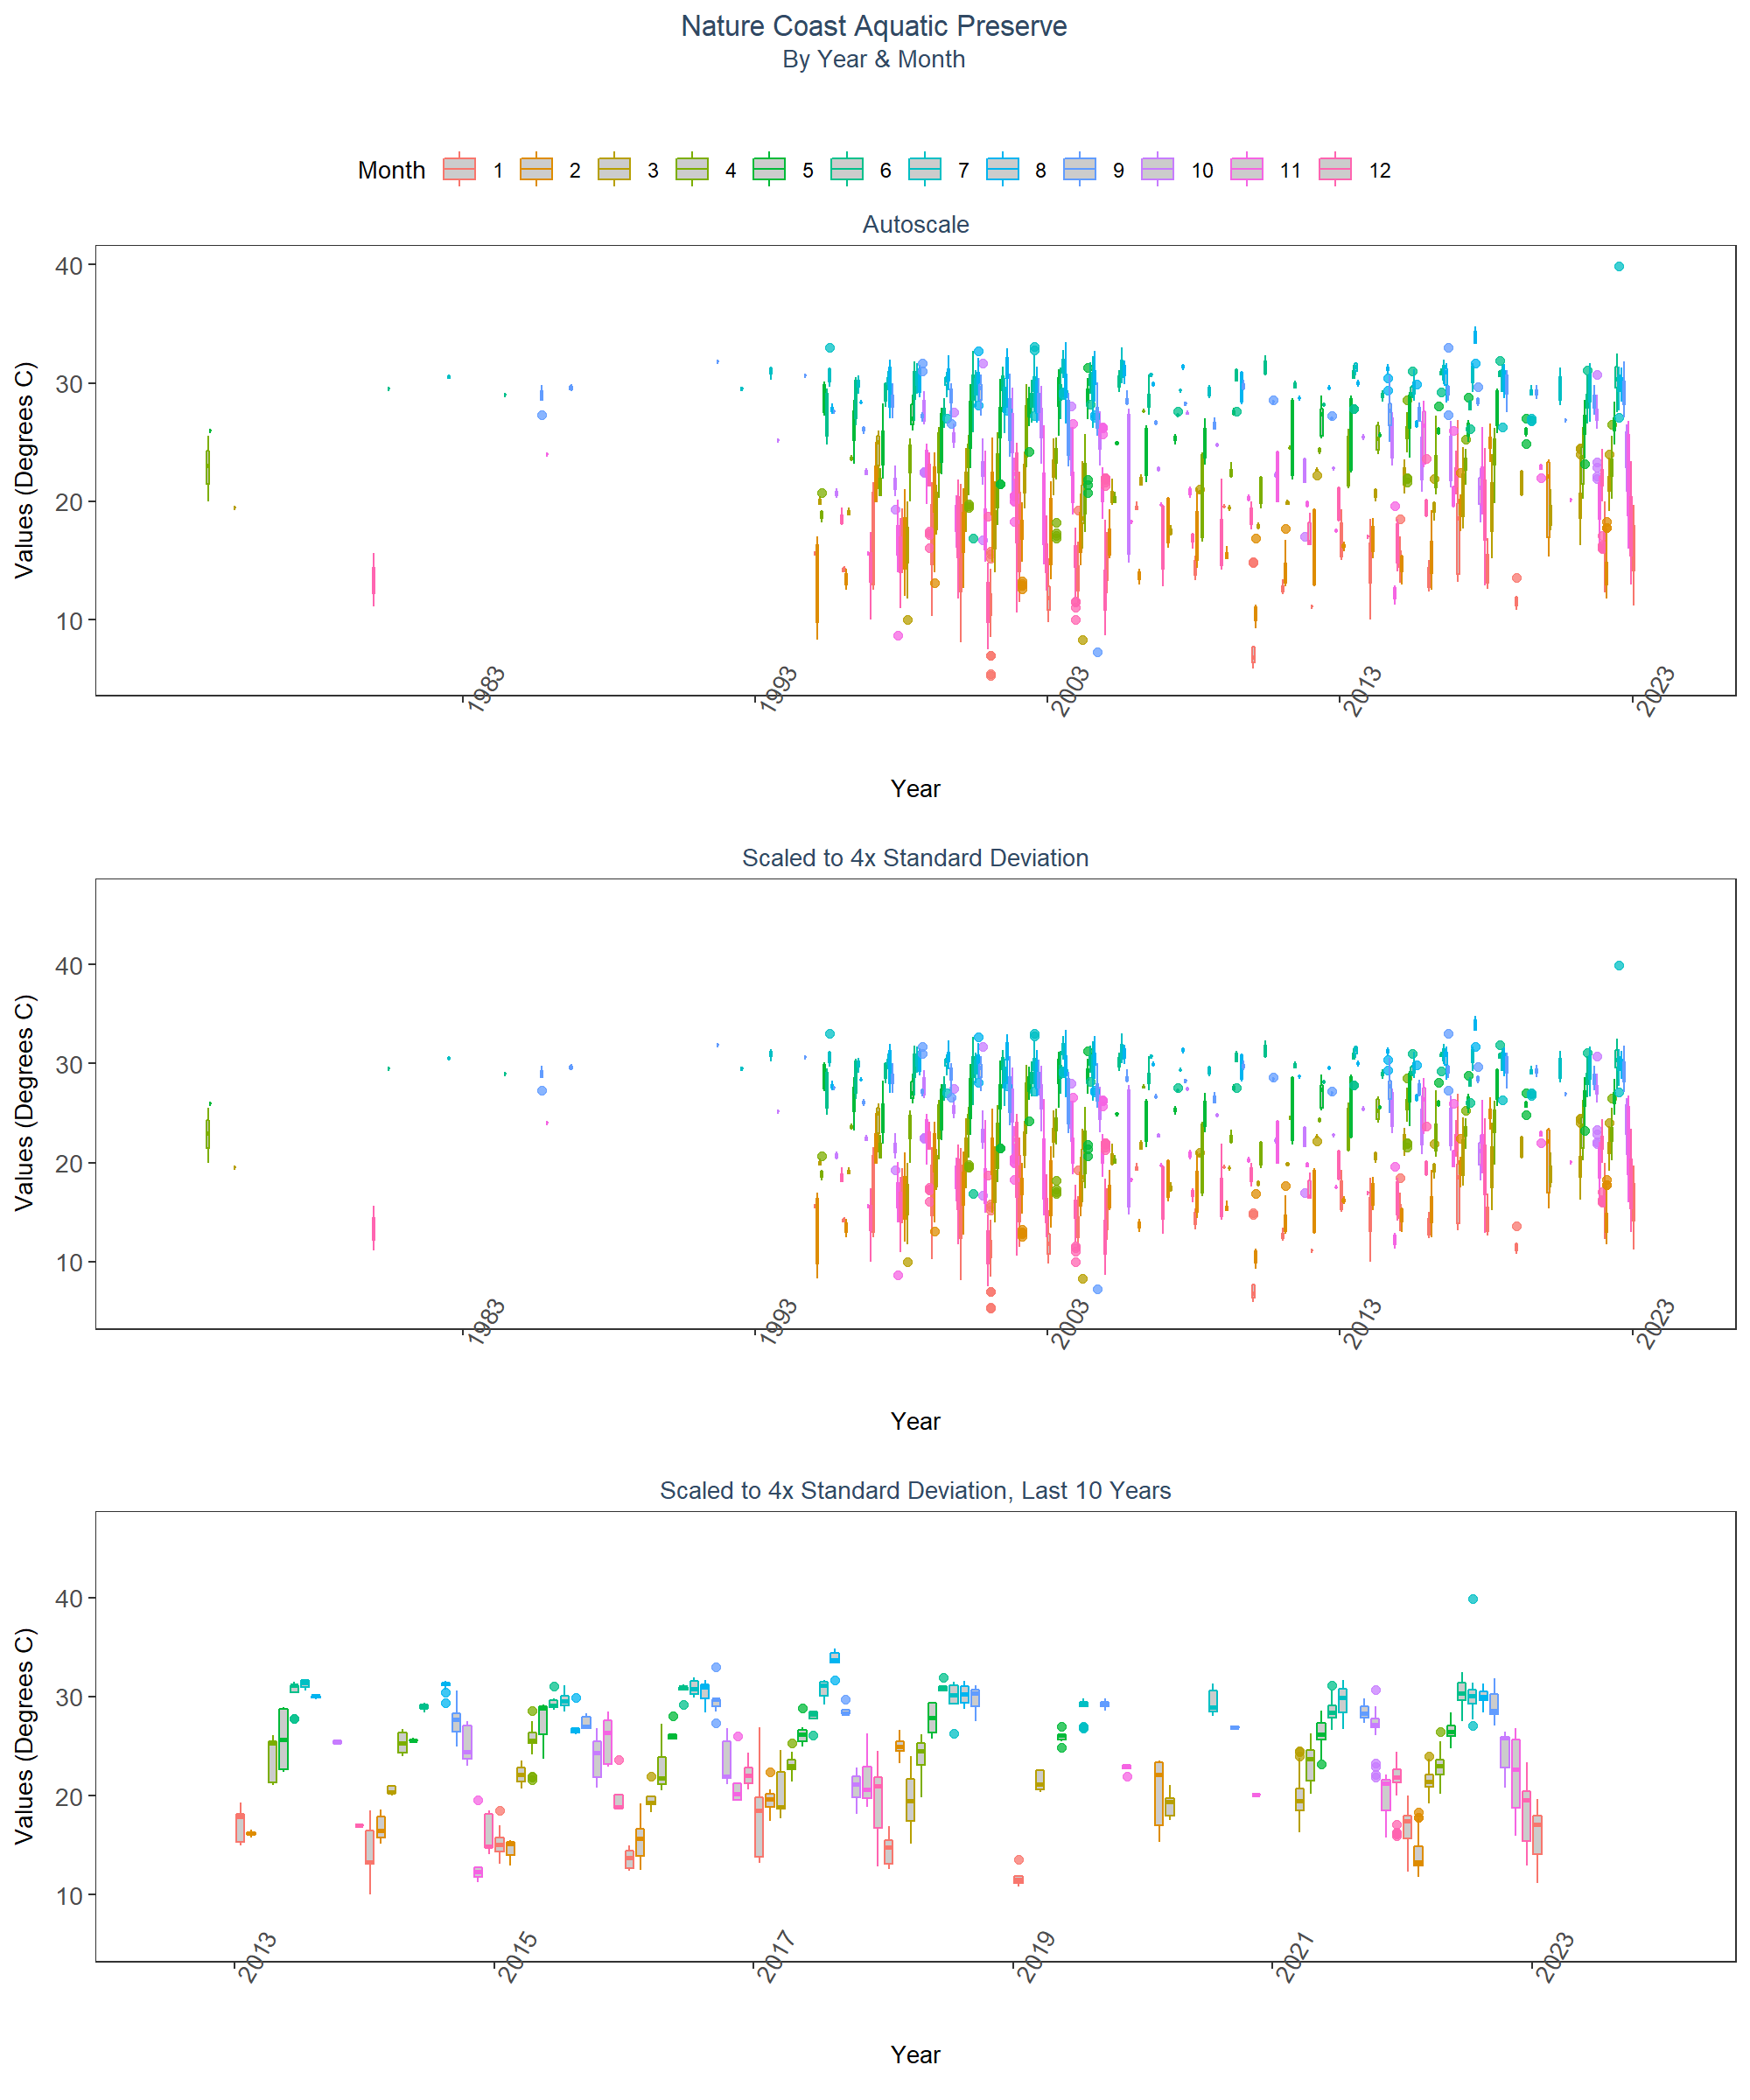 Nature Coast Aquatic Preserve
By Year & Month
Month 1 2 3 4 5 6 7 8 9 10 11 12
Autoscale
Values (Degrees C)
40
30
20
10
1983 1993 2003 2013 2023
Year
Scaled to 4x Standard Deviation
Values (Degrees C)
40
30
20
10
1983 1993 2003 2013 2023
Year
Scaled to 4x Standard Deviation, Last 10 Years
Values (Degrees C)
40
30
20
10
2013 2015 2017 2019 2021 2023
Year